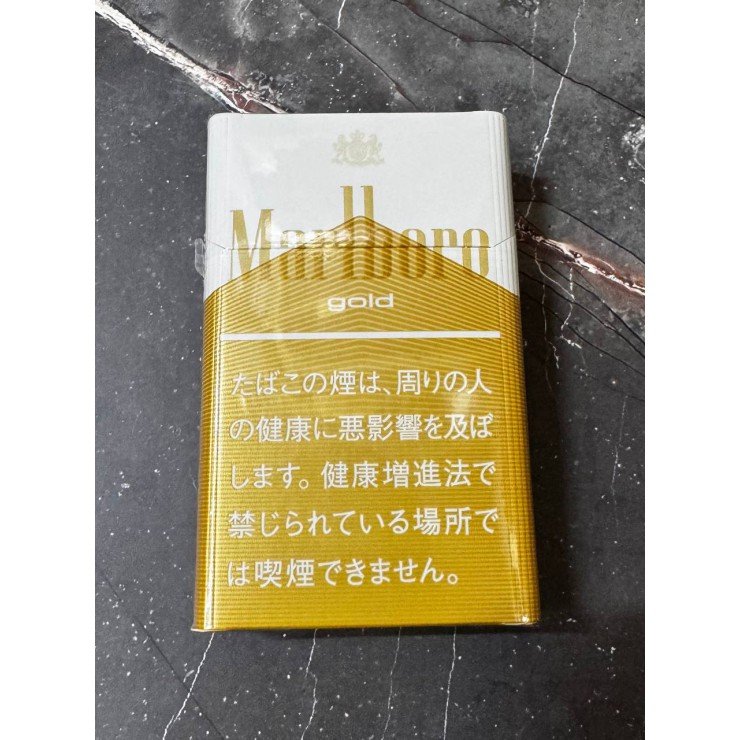 Marlboro
gold
たばこの煙は、周りの人
の健康に悪影響を及ぼ
します。健康増進法で
禁じられている場所で
は喫煙できません。